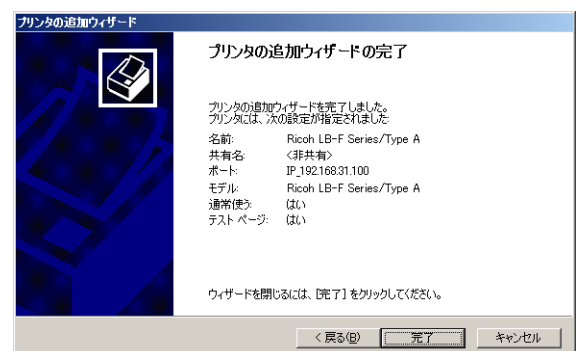 プリンタの追加ウィザード
プリンタの追加ウィザードの完了
プリンタの追加ウィザードを完了しました。
プリンタには、次の設定が指定されました:
名前: Ricoh LB-F Series/Type A
共有名: <非共有>
ポート: IP_192.168.31.100
モデル: Ricoh LB-F Series/Type A
通常使う: はい
テスト ページ: はい
ウィザードを閉じるには、[完了] をクリックしてください。
< 戻る(B) 完了 キャンセル